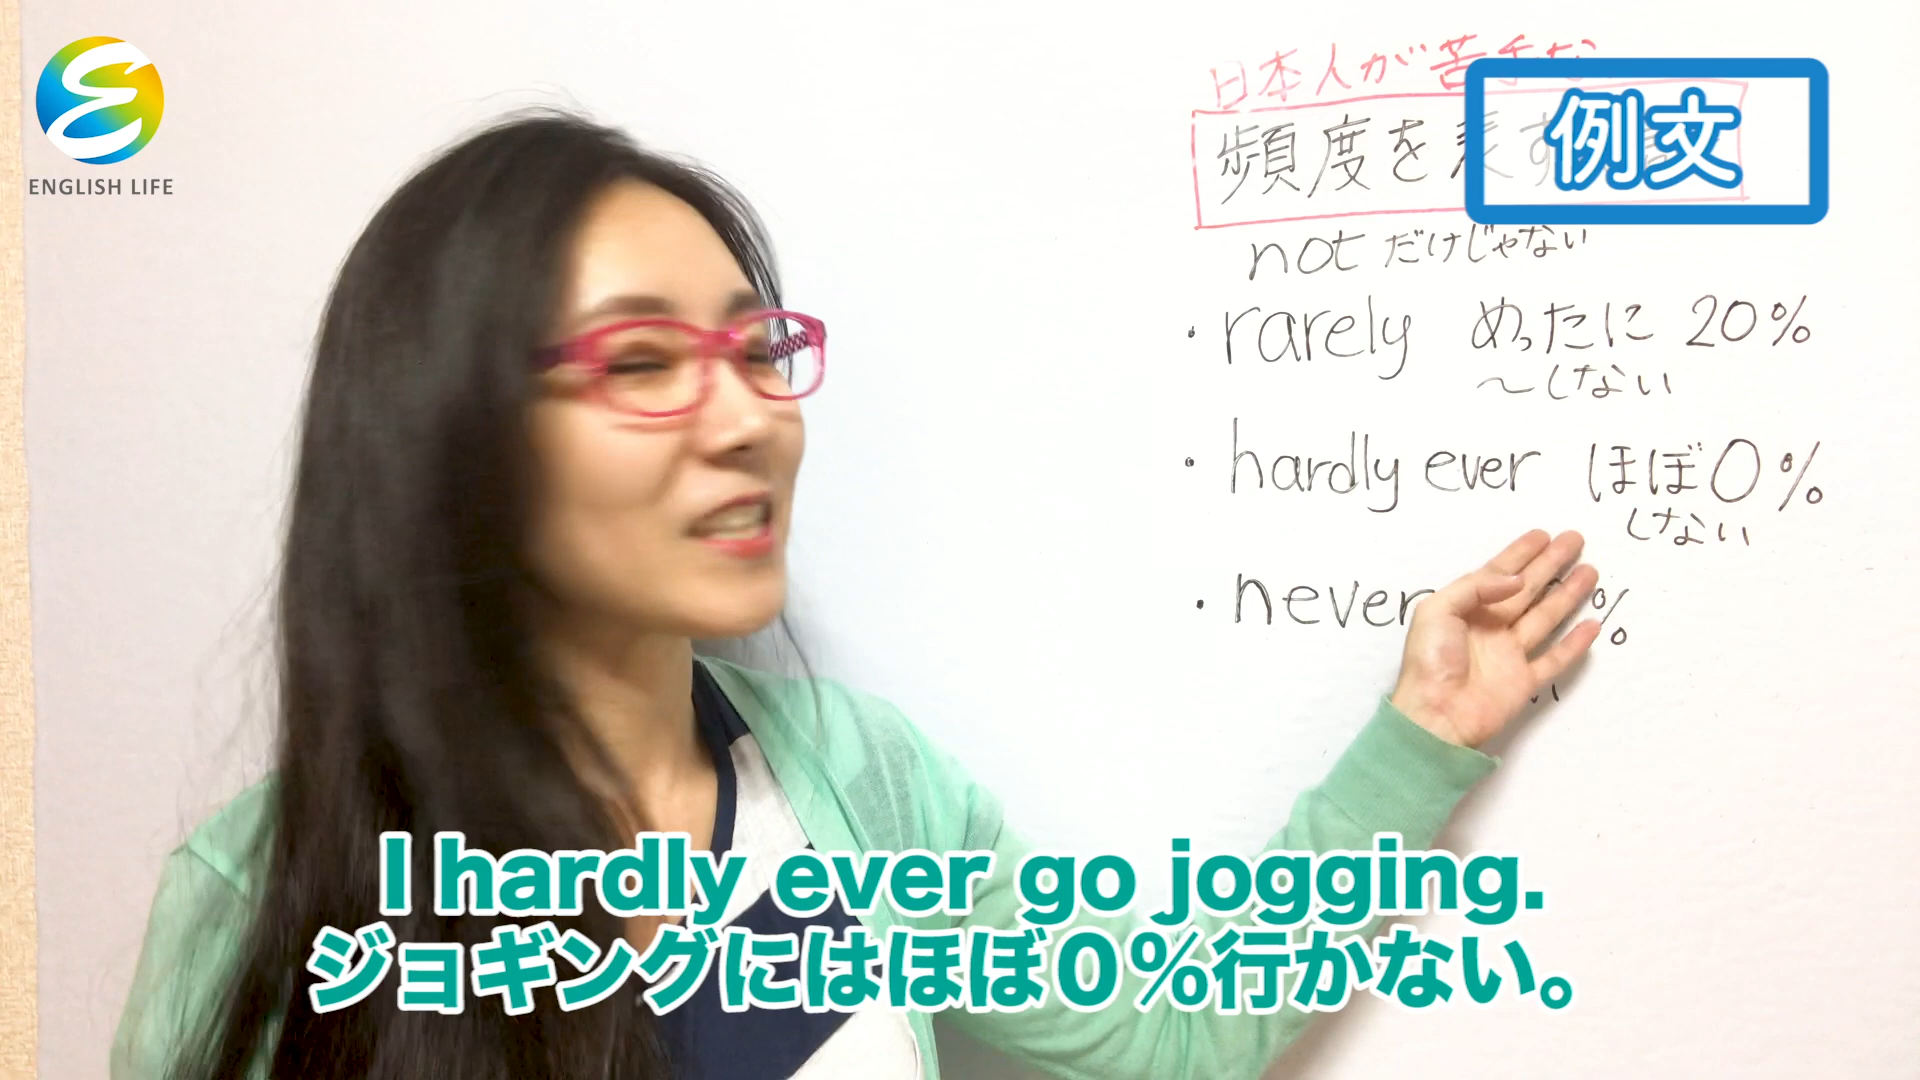 ENGLISH LIFE
日本人が苦手な
頻度を表す
例文
not だけじゃない
・rarely めったに 20%
〜しない
・hardly ever ほぼ0%
しない
・never %
い
I hardly ever go jogging.
ジョギングにはほぼ0%行かない。